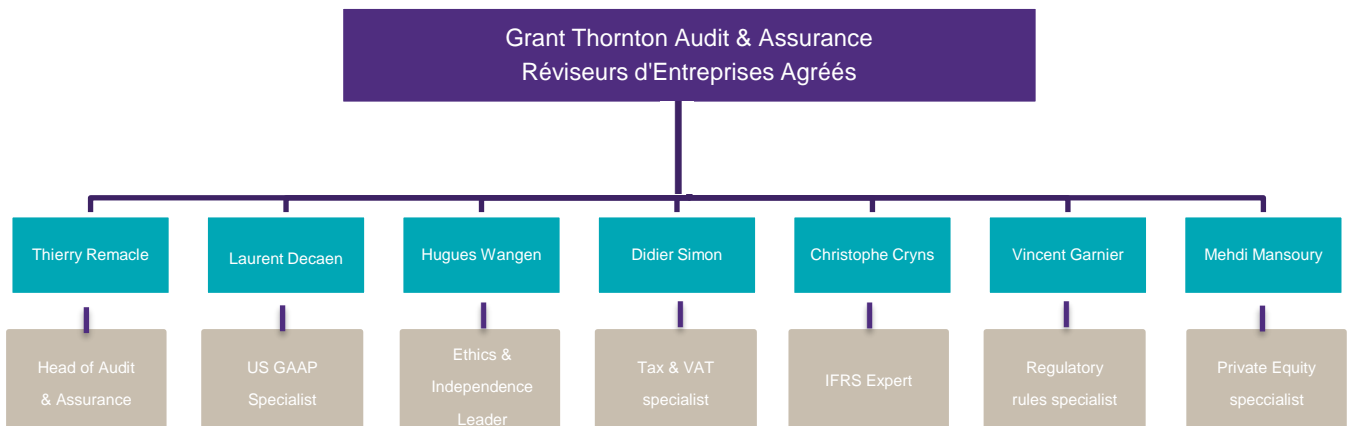 Grant Thornton Audit & Assurance
Réviseurs d'Entreprises Agréés
Thierry Remacle
Laurent Decaen
Hugues Wangen
Didier Simon
Christophe Cryns
Vincent Garnier
Mehdi Mansoury
Head of Audit
& Assurance
US GAAP
Specialist
Ethics &
Independence
Leader
Tax & VAT
specialist
IFRS Expert
Regulatory
rules specialist
Private Equity
speccialist